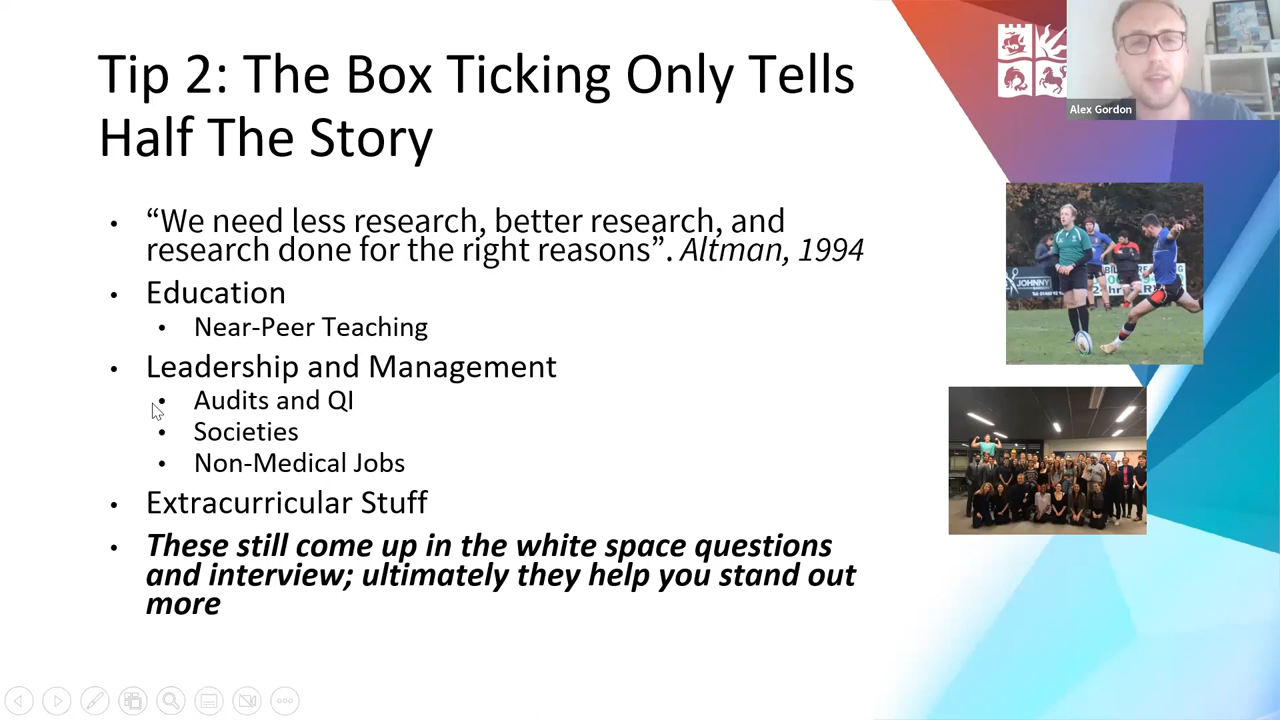 Tip 2: The Box Ticking Only Tells
Half The Story
Alex Gordon
• “We need less research, better research, and
research done for the right reasons”. Altman, 1994
• Education
• Near-Peer Teaching
• Leadership and Management
• Audits and QI
• Societies
• Non-Medical Jobs
• Extracurricular Stuff
• These still come up in the white space questions
and interview; ultimately they help you stand out
more
JOHNNY